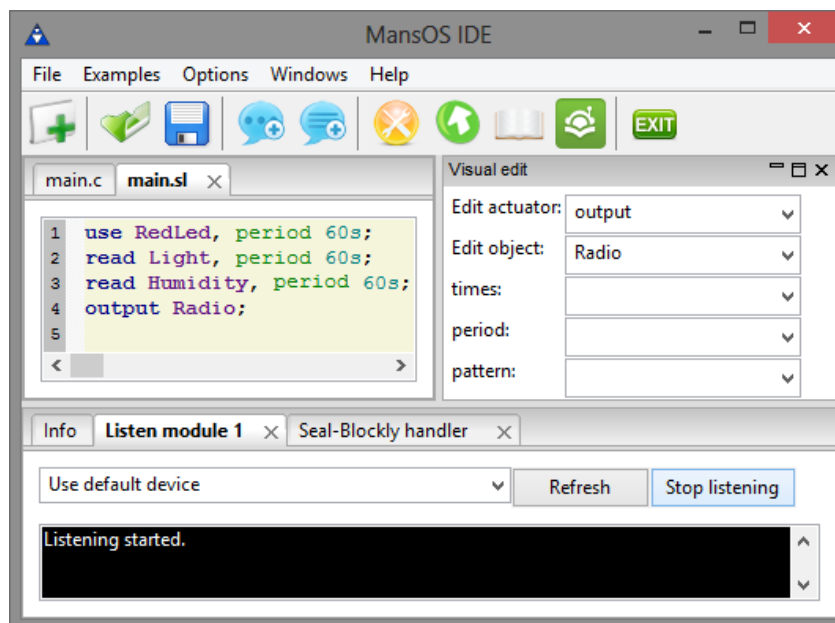 MansOS IDE
File Examples Options Windows Help
EXIT
main.c main.sl
1 use RedLed, period 60s;
2 read Light, period 60s;
3 read Humidity, period 60s;
4 output Radio;
5
Visual edit
Edit actuator: output
Edit object: Radio
times:
period:
pattern:
Info Listen module 1 Seal-Blockly handler
Use default device Refresh Stop listening
Listening started.